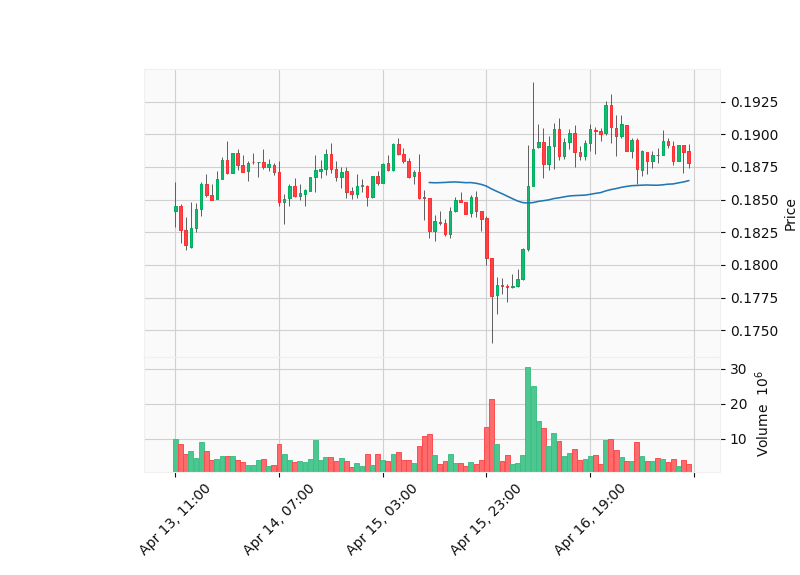 0.1925
0.1900
0.1875
0.1850
0.1825
0.1800
0.1775
0.1750
Price
30
20
10
Volume 10^6
Apr 13, 11:00
Apr 14, 07:00
Apr 15, 03:00
Apr 15, 23:00
Apr 16, 19:00